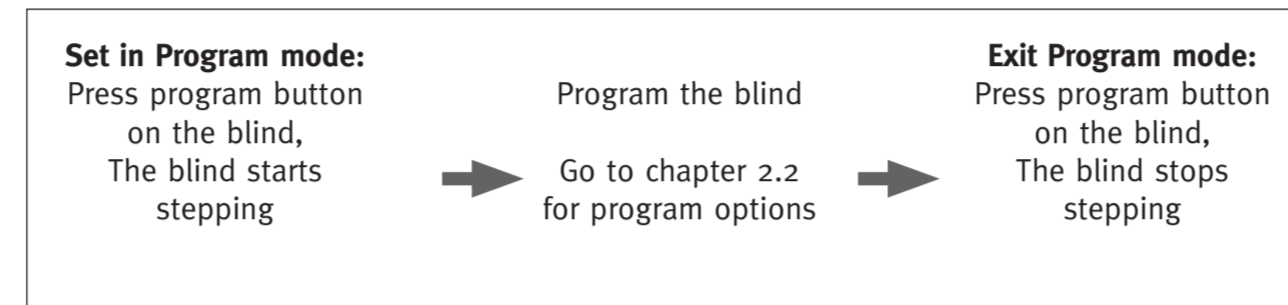 Set in Program mode:
Press program button
on the blind,
The blind starts
stepping
Program the blind
Go to chapter 2.2
for program options
Exit Program mode:
Press program button
on the blind,
The blind stops
stepping